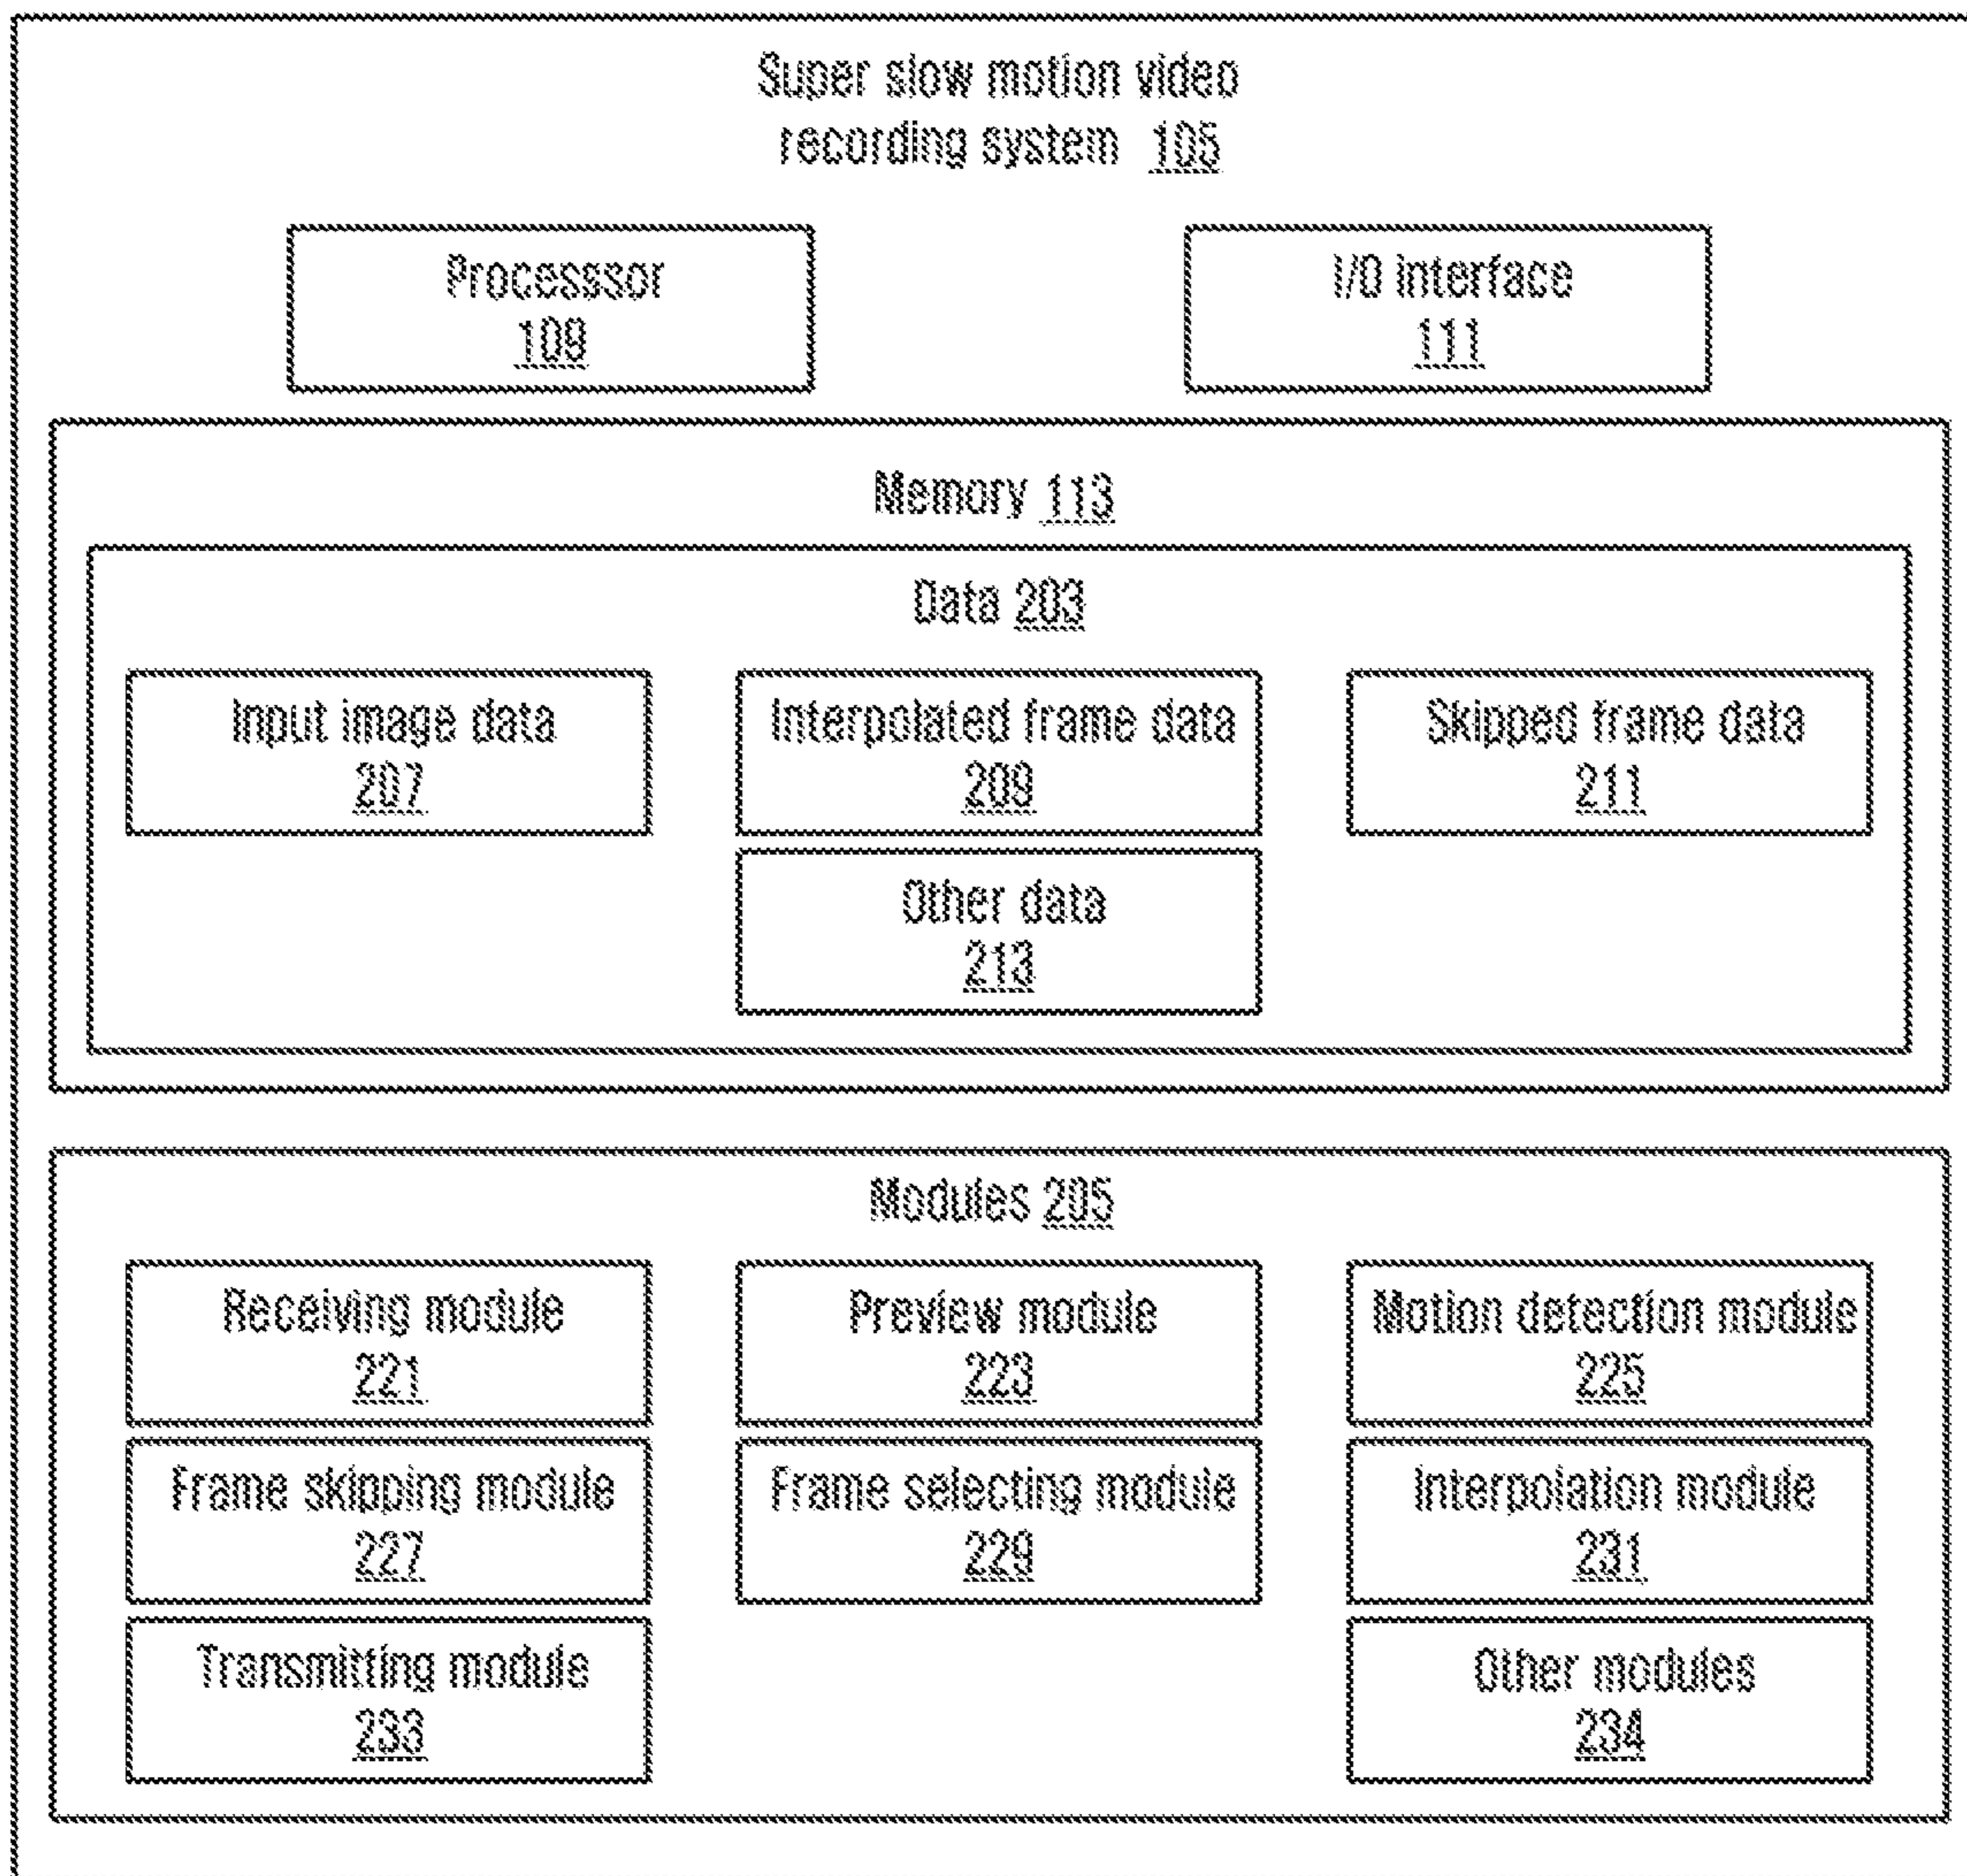 Super slow motion video
recording system 105
Processsor
109
I/O interface
111
Memory 113
Data 203
Input image data
207
Interpolated frame data
209
Skipped frame data
211
Other data
213
Modules 205
Receiving module
221
Preview module
223
Motion detection module
225
Frame skipping module
227
Frame selecting module
229
Interpolation module
231
Transmitting module
233
Other modules
234